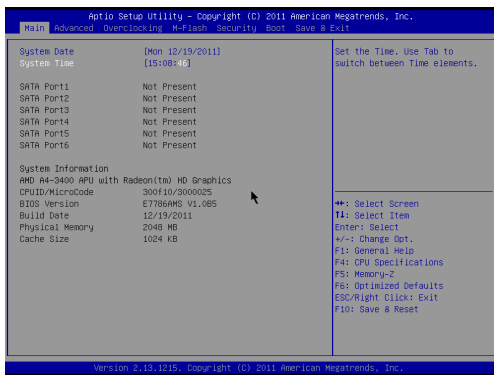 Aptio Setup Utility – Copyright (C) 2011 American Megatrends, Inc.
Main Advanced Overclocking M-Flash Security Boot Save & Exit
System Date [Mon 12/19/2011]
System Time [15:08:46]
SATA Port1 Not Present
SATA Port2 Not Present
SATA Port3 Not Present
SATA Port4 Not Present
SATA Port5 Not Present
SATA Port6 Not Present
System Information
AMD A4-3400 APU with Radeon(tm) HD Graphics
CPUID/MicroCode 300f10/3000025
BIOS Version E7786AMS V1.0B5
Build Date 12/19/2011
Physical Memory 2048 MB
Cache Size 1024 KB
Set the Time. Use Tab to
switch between Time elements.
→←: Select Screen
↑↓: Select Item
Enter: Select
+/-: Change Opt.
F1: General Help
F4: CPU Specifications
F5: Memory-Z
F6: Optimized Defaults
ESC/Right Click: Exit
F10: Save & Reset
Version 2.13.1215. Copyright (C) 2011 American Megatrends, Inc.